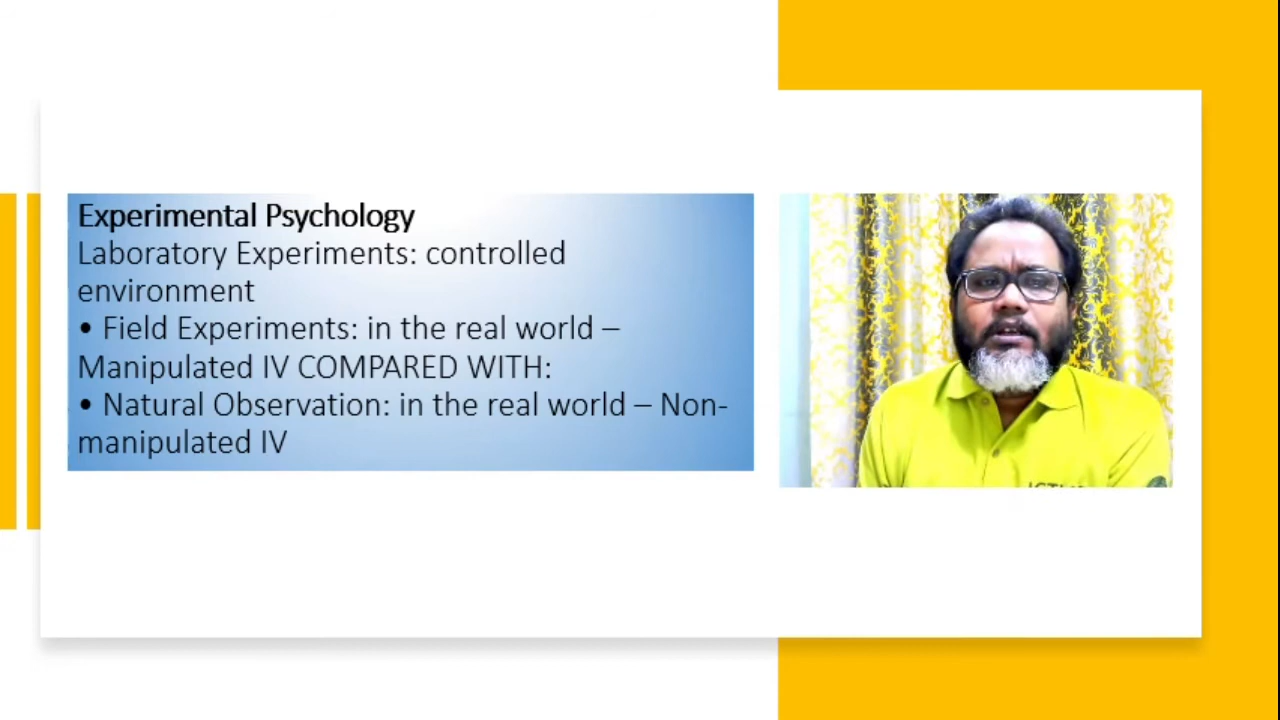 Experimental Psychology
Laboratory Experiments: controlled
environment
• Field Experiments: in the real world –
Manipulated IV COMPARED WITH:
• Natural Observation: in the real world – Non-
manipulated IV